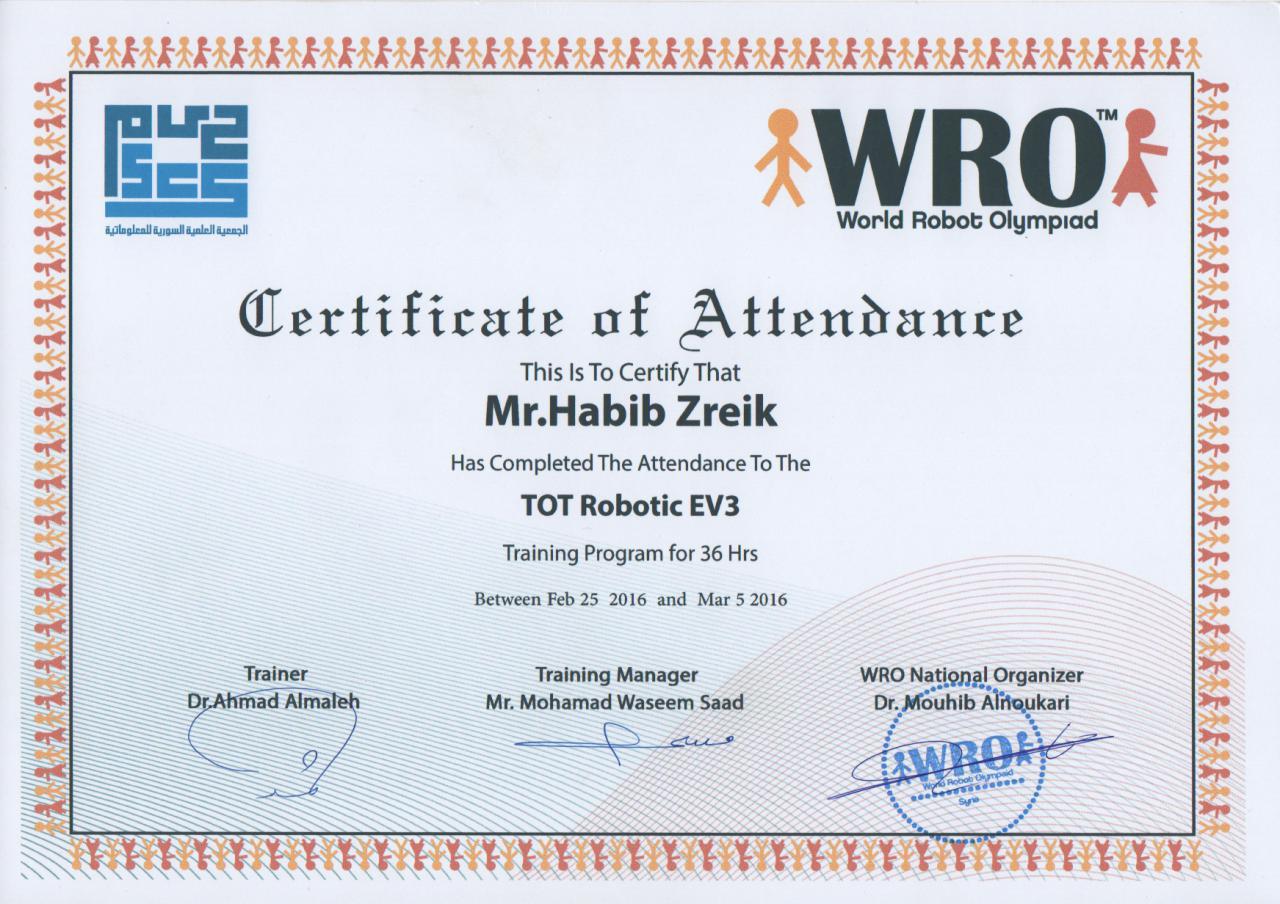 الجمعية العلمية السورية للمعلوماتية
WRO™
World Robot Olympiad
Certificate of Attendance
This Is To Certify That
Mr.Habib Zreik
Has Completed The Attendance To The
TOT Robotic EV3
Training Program for 36 Hrs
Between Feb 25 2016 and Mar 5 2016
Trainer
Dr.Ahmad Almaleh
Training Manager
Mr. Mohamad Waseem Saad
WRO National Organizer
Dr. Mouhib Alnoukari
WRO
World Robot Olympiad
Syria